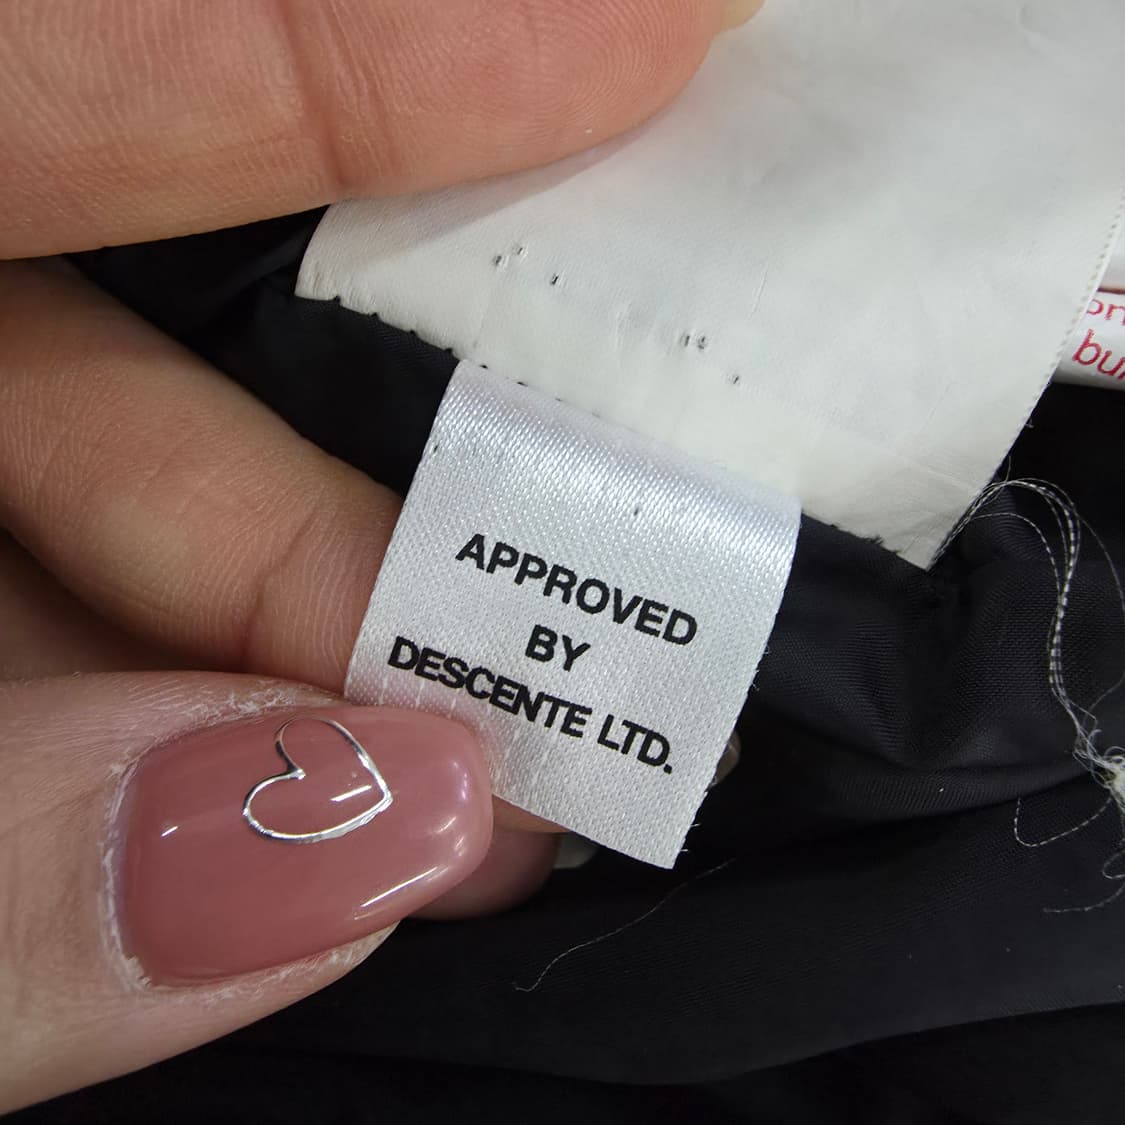 APPROVED
BY
DESCENTE LTD.